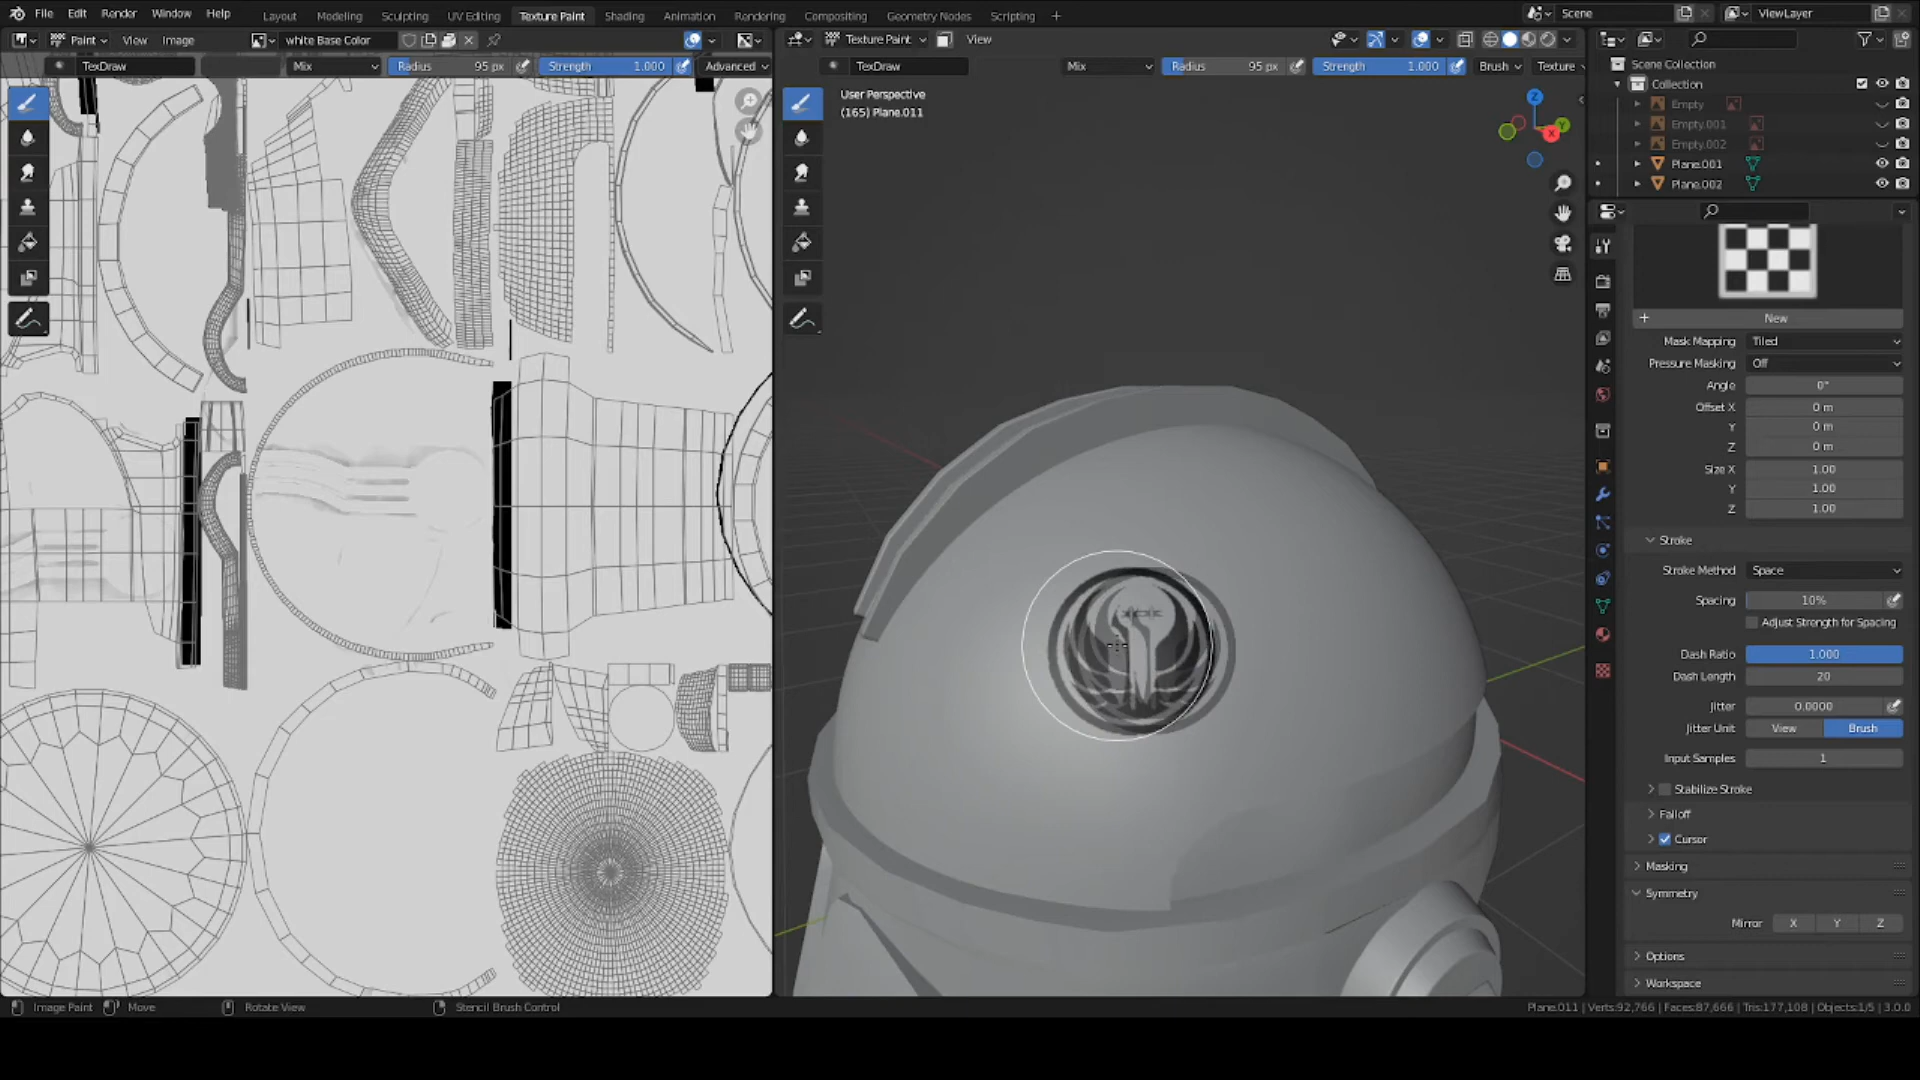 File Edit Render Window Help Layout Modeling Sculpting UV Editing Texture Paint Shading Animation Rendering Compositing Geometry Nodes Scripting + Scene ViewLayer
Paint View Image white Base Color Texture Paint View
TexDraw Mix Radius 95 px Strength 1.000 Advanced TexDraw Mix Radius 95 px Strength 1.000 Brush Texture
Scene Collection
Collection
Empty
Empty.001
Empty.002
Plane.001
Plane.002
User Perspective
(165) Plane.011
Z
Y
X
New
Mask Mapping Tiled
Pressure Masking Off
Angle 0°
Offset X 0 m
Y 0 m
Z 0 m
Size X 1.00
Y 1.00
Z 1.00
Stroke
Stroke Method Space
Spacing 10%
Adjust Strength for Spacing
Dash Ratio 1.000
Dash Length 20
Jitter 0.0000
Jitter Unit View Brush
Input Samples 1
Stabilize Stroke
Falloff
Cursor
Masking
Symmetry
Mirror X Y Z
Options
Workspace
Image Paint Move Rotate View Stencil Brush Control Plane.011 | Verts:92,766 | Faces:87,666 | Tris:177,108 | Objects:1/5 | 3.0.0